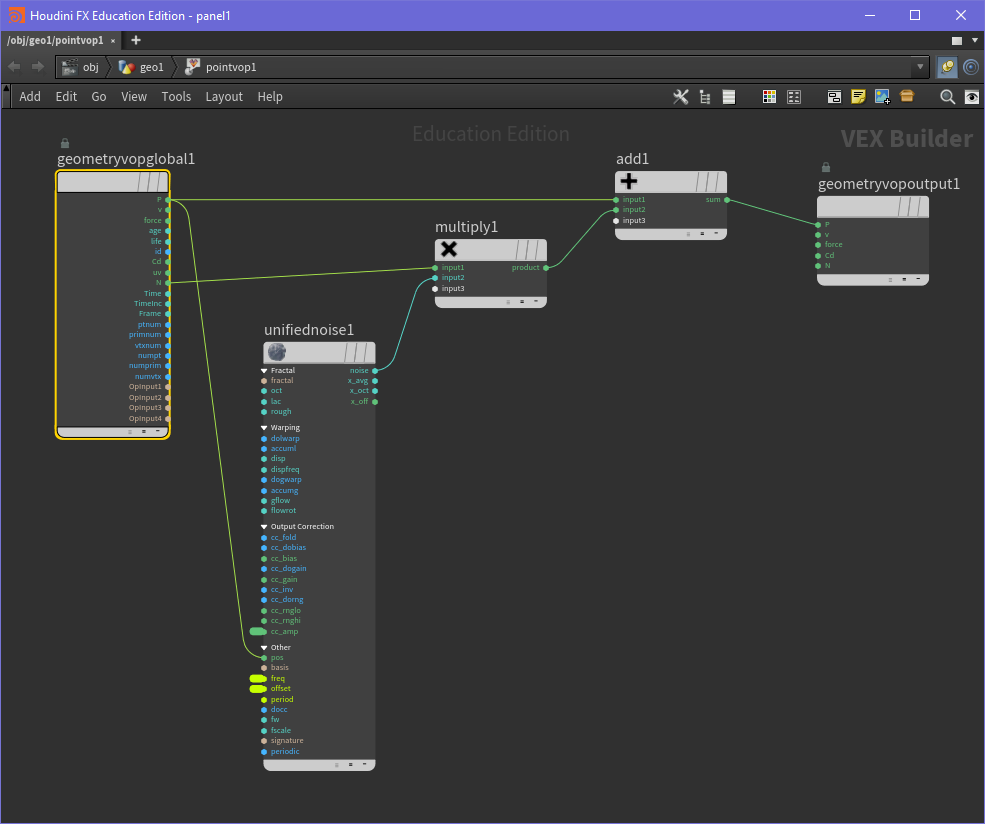 Houdini FX Education Edition - panel1
/obj/geo1/pointvop1 × +
obj geo1 pointvop1
Add Edit Go View Tools Layout Help
Education Edition
VEX Builder
geometryvopglobal1
P
v
force
age
life
id
Cd
uv
N
Time
TimeInc
Frame
ptnum
primnum
vtxnum
numpt
numprim
numvtx
OpInput1
OpInput2
OpInput3
OpInput4
unifiednoise1
Fractal noise
fractal x_avg
oct x_oct
lac x_off
rough
Warping
dolwarp
accuml
disp
dispfreq
dogwarp
accumg
gflow
flowrot
Output Correction
cc_fold
cc_dobias
cc_bias
cc_dogain
cc_gain
cc_inv
cc_dorng
cc_rnglo
cc_rnghi
cc_amp
Other
pos
basis
freq
offset
period
docc
fw
fscale
signature
periodic
multiply1
input1 product
input2
input3
add1
input1 sum
input2
input3
geometryvopoutput1
P
v
force
Cd
N